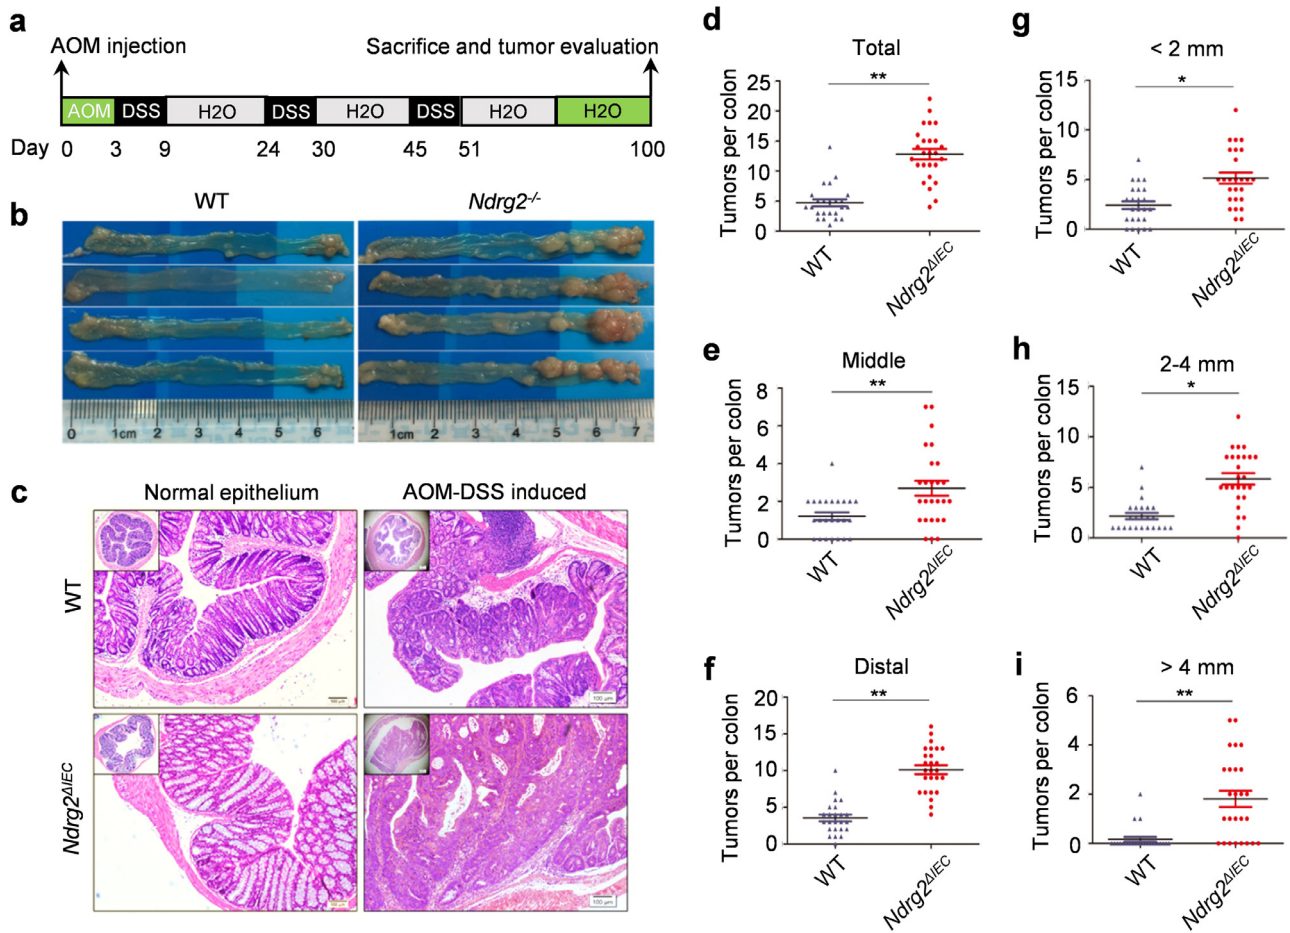 a
AOM injection
Sacrifice and tumor evaluation
AOM DSS H2O DSS H2O DSS H2O H2O
Day 0 3 9 24 30 45 51 100
b
WT
Ndrg2-/-
0 1cm 2 3 4 5 6
1cm 2 3 4 5 6 7
c
Normal epithelium
AOM-DSS induced
WT
100 µm
100 µm
Ndrg2ΔIEC
100 µm
d
Total
**
Tumors per colon
25
20
15
10
5
0
WT
Ndrg2ΔIEC
e
Middle
**
Tumors per colon
8
6
4
2
0
WT
Ndrg2ΔIEC
f
Distal
**
Tumors per colon
20
15
10
5
0
WT
Ndrg2ΔIEC
g
< 2 mm
*
Tumors per colon
15
10
5
0
WT
Ndrg2ΔIEC
h
2-4 mm
*
Tumors per colon
15
10
5
0
WT
Ndrg2ΔIEC
i
> 4 mm
**
Tumors per colon
6
4
2
0
WT
Ndrg2ΔIEC